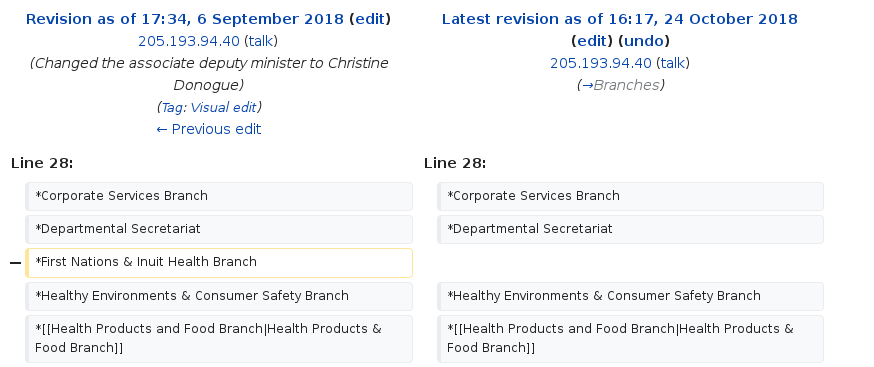 Revision as of 17:34, 6 September 2018 (edit)
205.193.94.40 (talk)
(Changed the associate deputy minister to Christine
Donogue)
(Tag: Visual edit)
← Previous edit
Latest revision as of 16:17, 24 October 2018
(edit) (undo)
205.193.94.40 (talk)
(→Branches)
Line 28:
Line 28:
*Corporate Services Branch
*Corporate Services Branch
*Departmental Secretariat
*Departmental Secretariat
− *First Nations & Inuit Health Branch
*Healthy Environments & Consumer Safety Branch
*Healthy Environments & Consumer Safety Branch
*[[Health Products and Food Branch|Health Products &
Food Branch]]
*[[Health Products and Food Branch|Health Products &
Food Branch]]